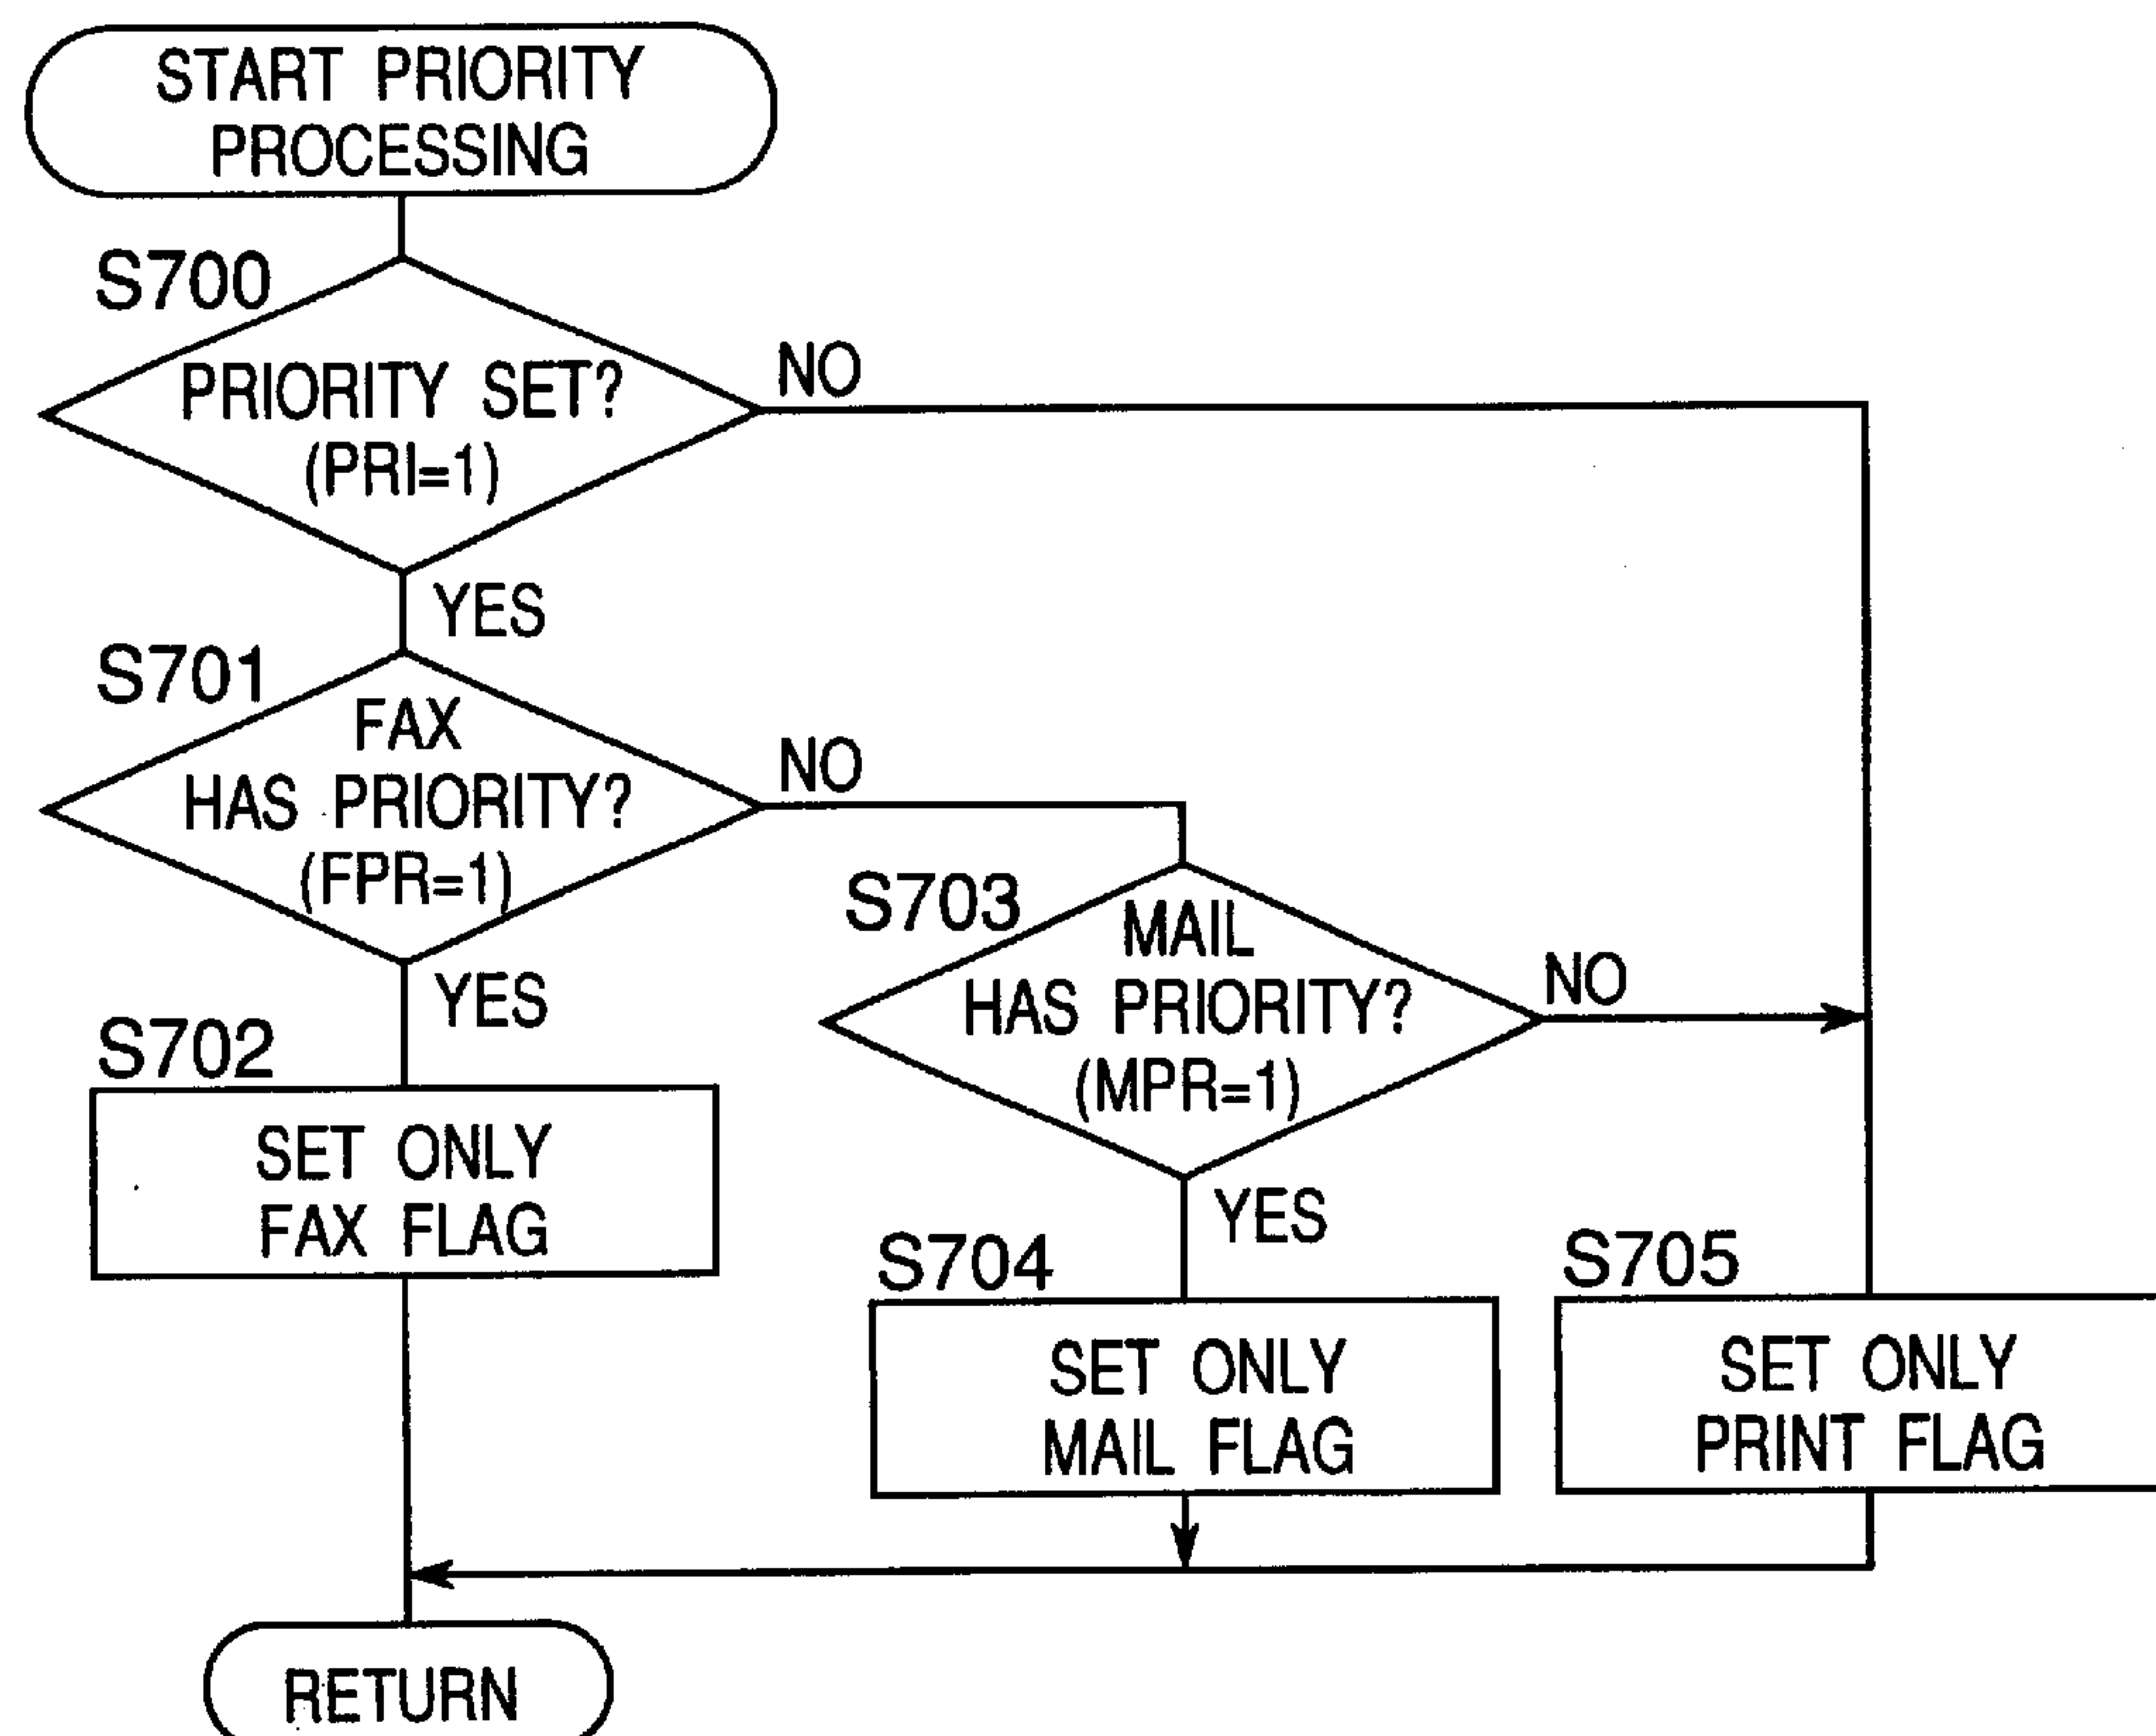 START PRIORITY
PROCESSING
S700
PRIORITY SET?
(PRI=1)
NO
YES
S701
FAX
HAS PRIORITY?
(FPR=1)
NO
YES
S702
SET ONLY
FAX FLAG
S703
MAIL
HAS PRIORITY?
(MPR=1)
NO
YES
S704
SET ONLY
MAIL FLAG
S705
SET ONLY
PRINT FLAG
RETURN